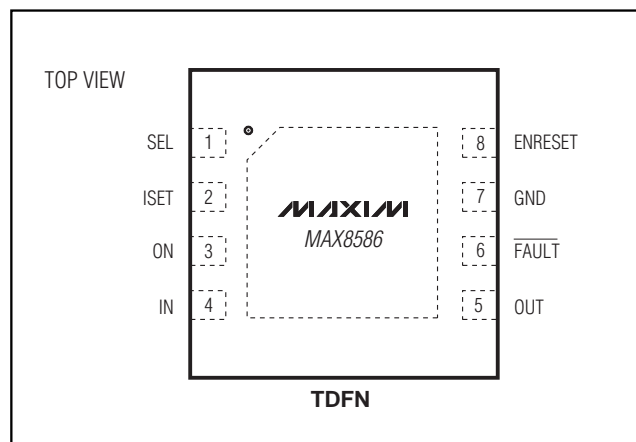 TOP VIEW
SEL 1
8 ENRESET
ISET 2
7 GND
MAXIM
MAX8586
ON 3
6 FAULT
IN 4
5 OUT
TDFN